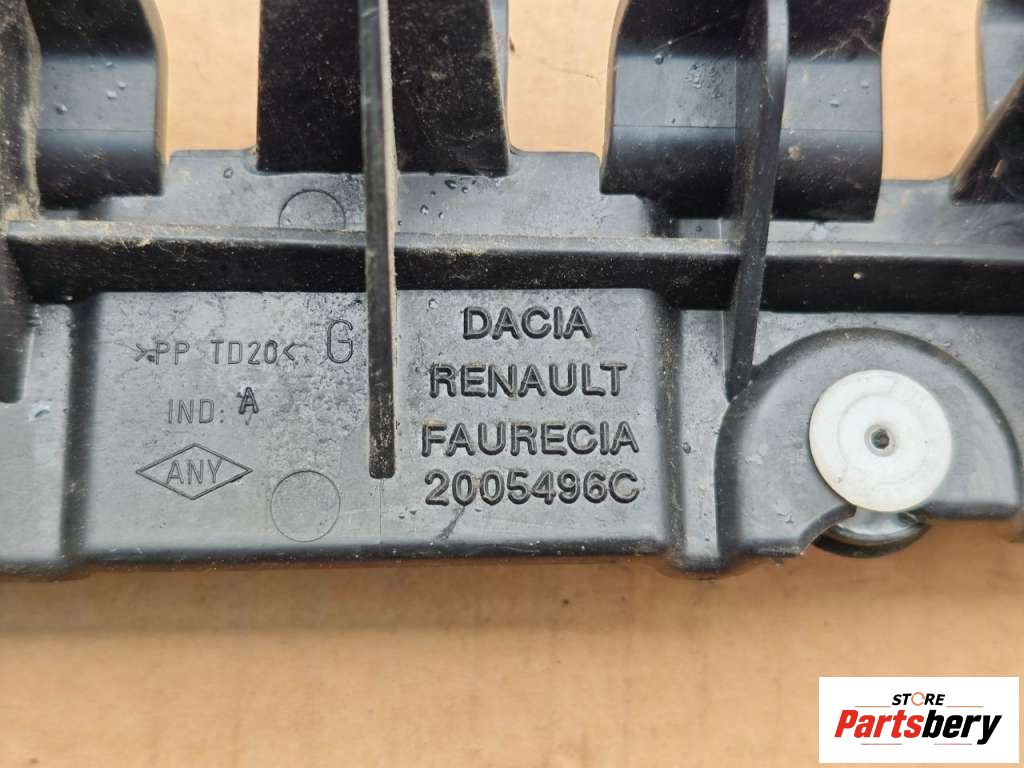 >PP TD20< G
IND: A
ANY
DACIA
RENAULT
FAURECIA
2005496C
STORE
Partsbery